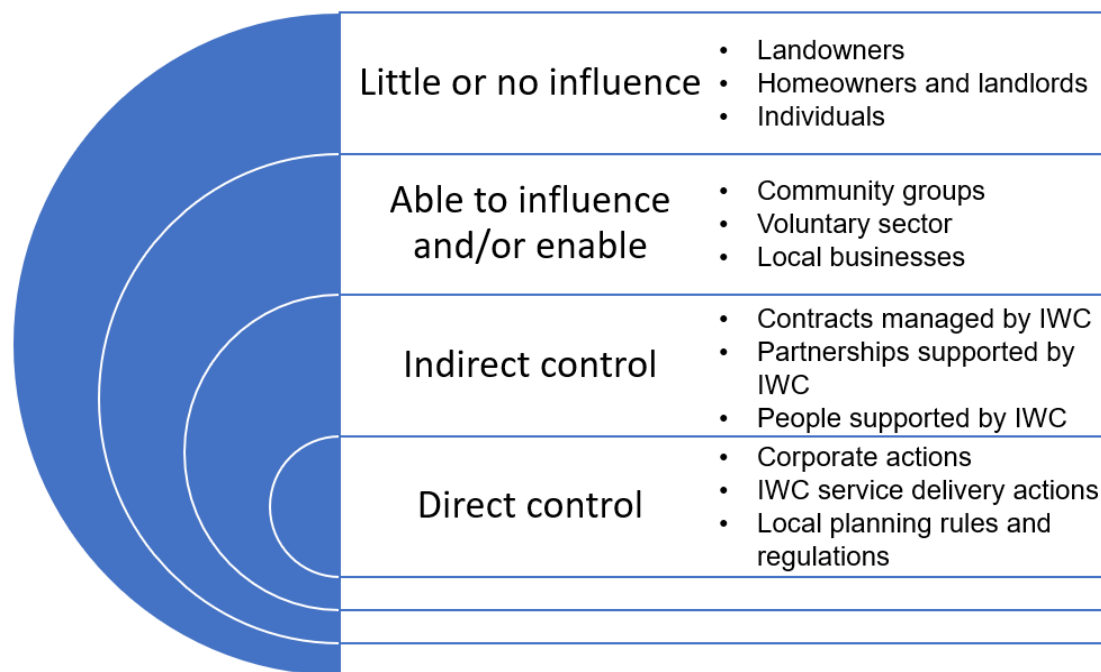 Little or no influence
• Landowners
• Homeowners and landlords
• Individuals
Able to influence
and/or enable
• Community groups
• Voluntary sector
• Local businesses
Indirect control
• Contracts managed by IWC
• Partnerships supported by
IWC
• People supported by IWC
Direct control
• Corporate actions
• IWC service delivery actions
• Local planning rules and
regulations